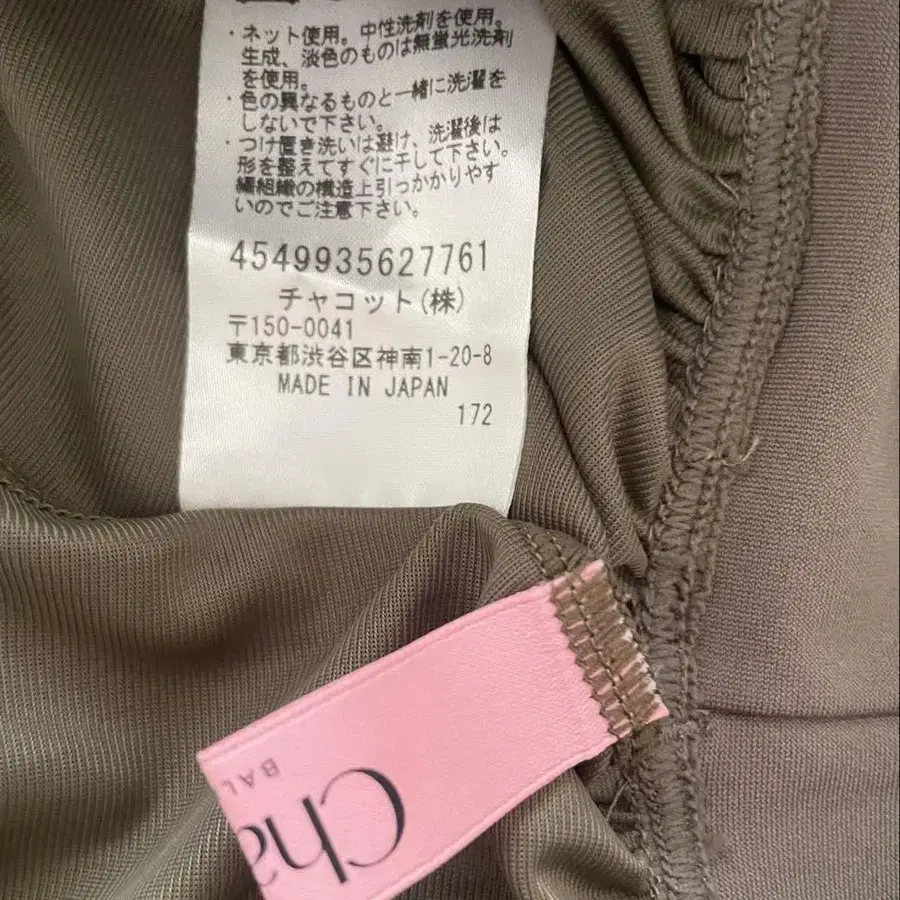 ・ネット使用。中性洗剤を使用。
生成、淡色のものは無蛍光洗剤
を使用。
・色の異なるものと一緒に洗濯を
しないで下さい。
・つけ置き洗いは避け、洗濯後は
形を整えてすぐに干して下さい。
編組織の構造上引っかかりやす
いのでご注意下さい。
4549935627761
チャコット(株)
〒150-0041
東京都渋谷区神南1-20-8
MADE IN JAPAN
172
Cha
BAL